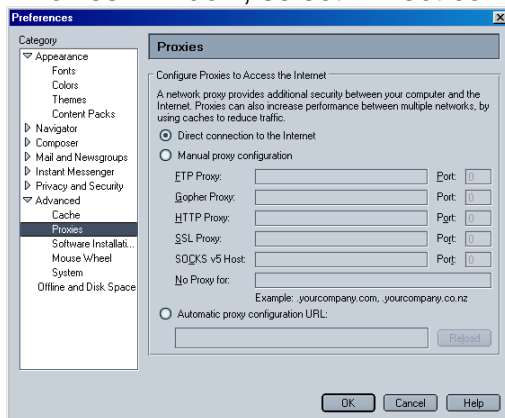 Preferences
Category
Appearance
Fonts
Colors
Themes
Content Packs
Navigator
Composer
Mail and Newsgroups
Instant Messenger
Privacy and Security
Advanced
Cache
Proxies
Software Installati...
Mouse Wheel
System
Offline and Disk Space
Proxies
Configure Proxies to Access the Internet
A network proxy provides additional security between your computer and the
Internet. Proxies can also increase performance between multiple networks, by
using caches to reduce traffic.
Direct connection to the Internet
Manual proxy configuration
FTP Proxy: Port: 0
Gopher Proxy: Port: 0
HTTP Proxy: Port: 0
SSL Proxy: Port: 0
SOCKS v5 Host: Port: 0
No Proxy for:
Example: .yourcompany.com, .yourcompany.co.nz
Automatic proxy configuration URL:
Reload
OK Cancel Help